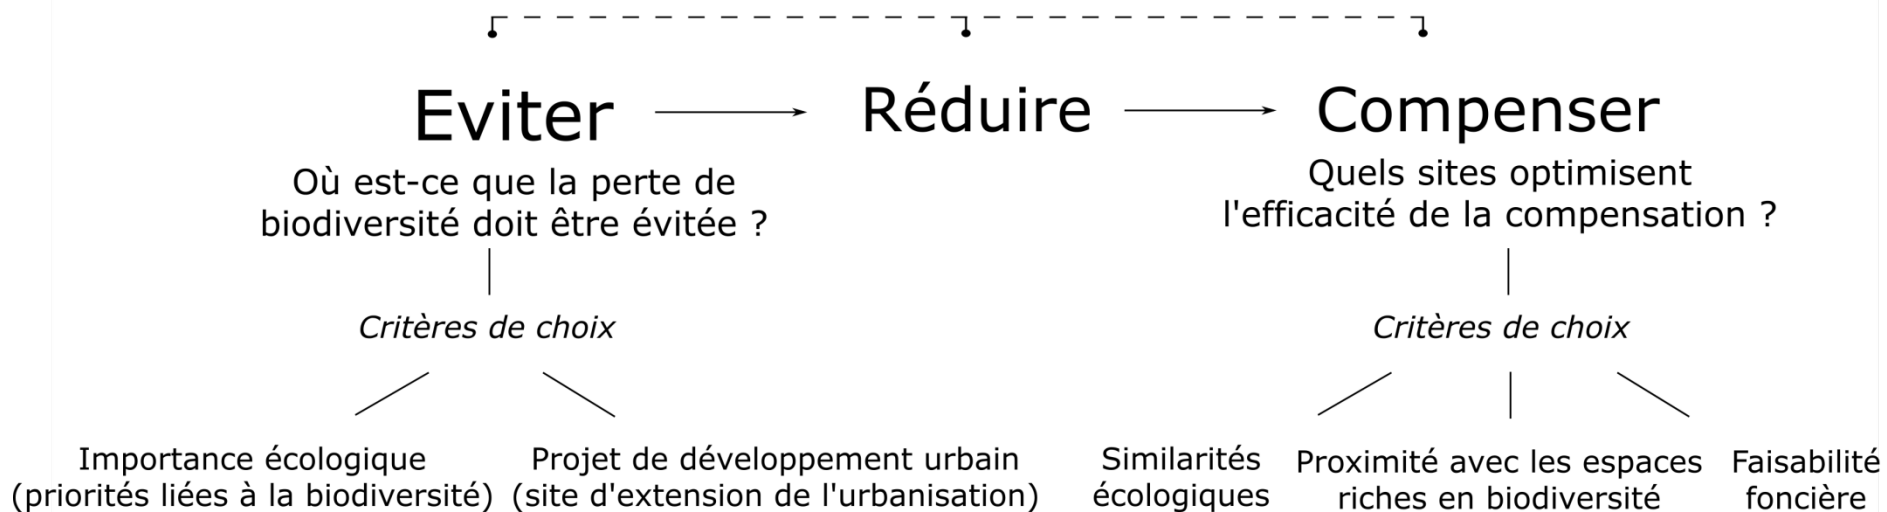 Eviter
Réduire
Compenser
Où est-ce que la perte de
biodiversité doit être évitée ?
Quels sites optimisent
l'efficacité de la compensation ?
Critères de choix
Critères de choix
Importance écologique
(priorités liées à la biodiversité)
Projet de développement urbain
(site d'extension de l'urbanisation)
Similarités
écologiques
Proximité avec les espaces
riches en biodiversité
Faisabilité
foncière